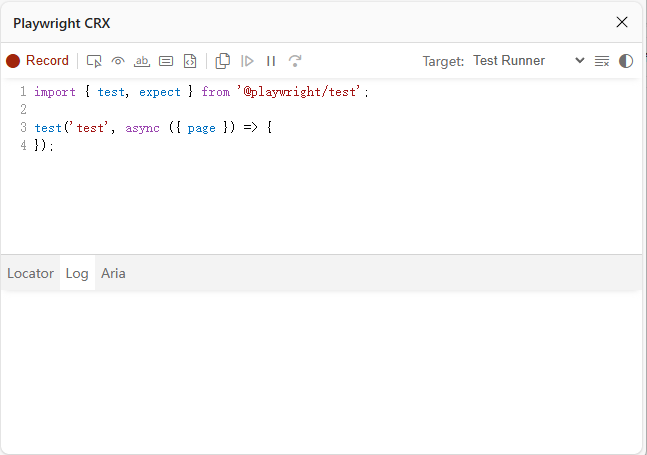 Playwright CRX
Record ab Target: Test Runner
1 import { test, expect } from '@playwright/test';
2
3 test('test', async ({ page }) => {
4 });
Locator Log Aria